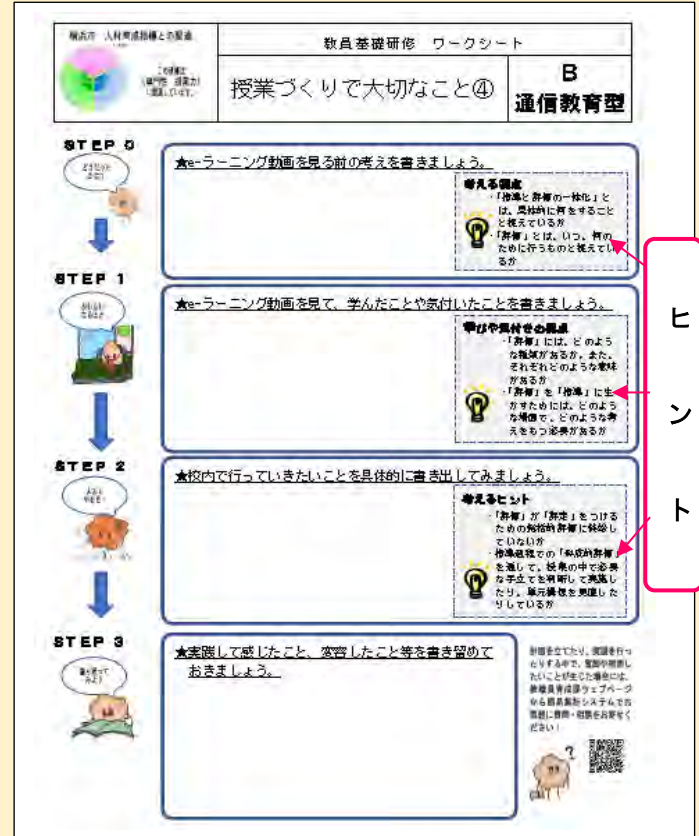 横浜市 人材育成指標との関連
教員基礎研修 ワークシート
授業づくりで大切なこと④
B
通信教育型
STEP 0
★e-ラーニング動画を見る前の考えを書きましょう。
考える視点
・「指導と評価の一体化」と
は、具体的に何をすること
と捉えているか
・「評価」とは、いつ、何の
ために行うものと捉えてい
るか
STEP 1
★e-ラーニング動画を見て、学んだことや気付いたことを書きましょう。
学びや気付きの視点
・「評価」には、どのよう
な種類があるか。また、
それぞれどのような意味
があるか
・「評価」を「指導」に生
かすためには、どのよう
な場面で、どのような考
えをもつ必要があるか
STEP 2
★校内で行っていきたいことを具体的に書き出してみましょう。
考えるヒント
・「評価」が「評定」をつける
ための総括的評価に終始し
ていないか
・指導過程での「形成的評価」
を通して、授業の中で必要
な手立てを判断して実施し
たり、単元構想を見直した
りしているか
STEP 3
★実践して感じたこと、変容したこと等を書き留めて
おきましょう。
ヒント